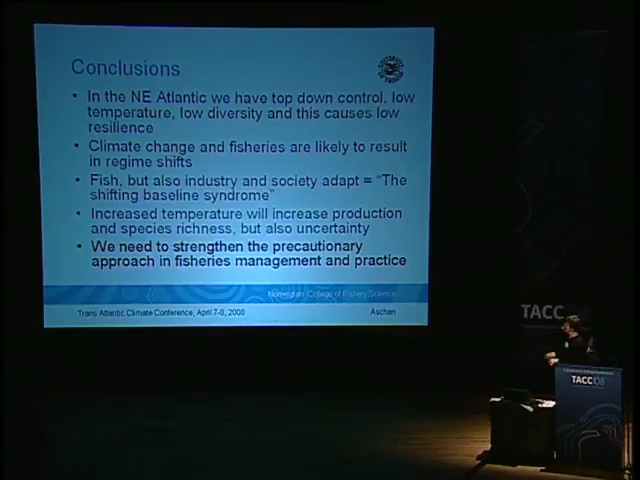 Conclusions
• In the NE Atlantic we have top down control, low
temperature, low diversity and this causes low
resilience
• Climate change and fisheries are likely to result
in regime shifts
• Fish, but also industry and society adapt = "The
shifting baseline syndrome"
• Increased temperature will increase production
and species richness, but also uncertainty
• We need to strengthen the precautionary
approach in fisheries management and practice
Norwegian College of Fishery Science
Trans Atlantic Climate Conference, April 7-8, 2008
Aschan
TACC
TACC08